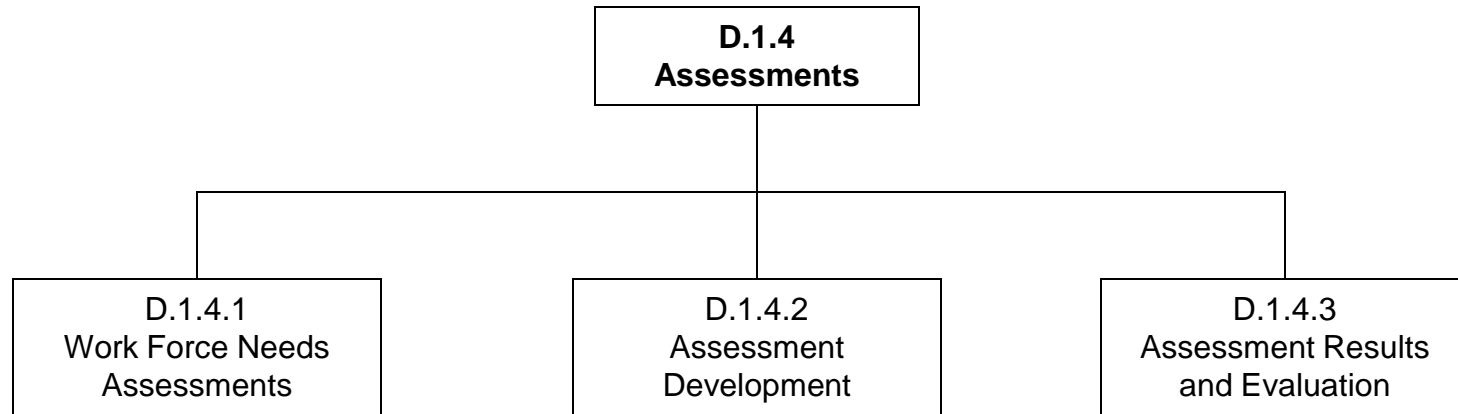 D.1.4
Assessments
D.1.4.1
Work Force Needs
Assessments
D.1.4.2
Assessment
Development
D.1.4.3
Assessment Results
and Evaluation